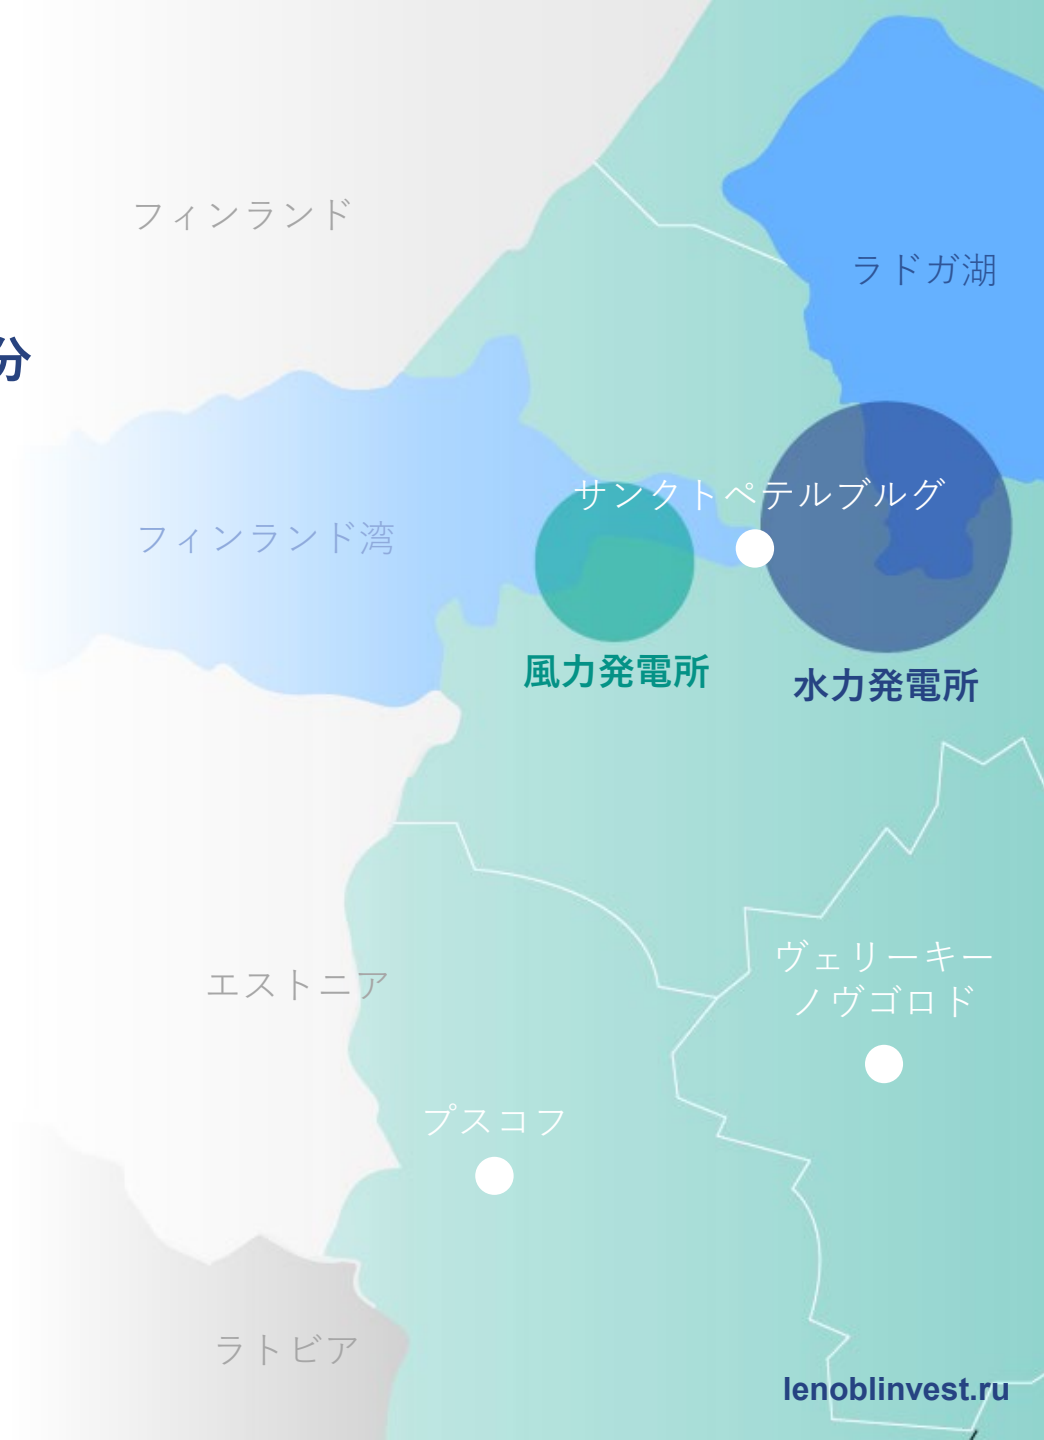 フィンランド
ラドガ湖
分
サンクトペテルブルグ
フィンランド湾
風力発電所
水力発電所
ヴェリーキー
ノヴゴロド
エストニア
プスコフ
ラトビア
lenoblinvest.ru